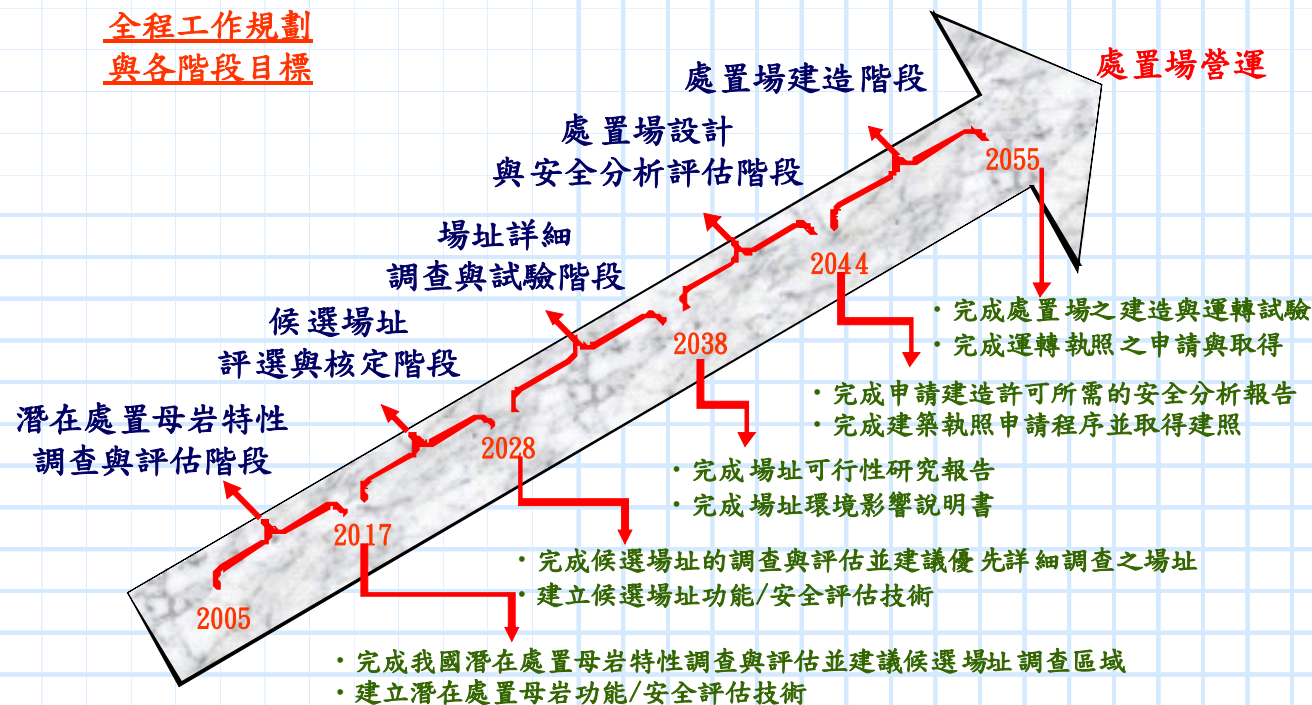 全程工作規劃
與各階段目標
處置場營運
處置場建造階段
處置場設計
與安全分析評估階段
場址詳細
調查與試驗階段
候選場址
評選與核定階段
潛在處置母岩特性
調查與評估階段
2055
2044
2038
2028
2017
2005
・完成處置場之建造與運轉試驗
・完成運轉執照之申請與取得
・完成申請建造許可所需的安全分析報告
・完成建築執照申請程序並取得建照
・完成場址可行性研究報告
・完成場址環境影響說明書
・完成候選場址的調查與評估並建議優先詳細調查之場址
・建立候選場址功能/安全評估技術
・完成我國潛在處置母岩特性調查與評估並建議候選場址調查區域
・建立潛在處置母岩功能/安全評估技術